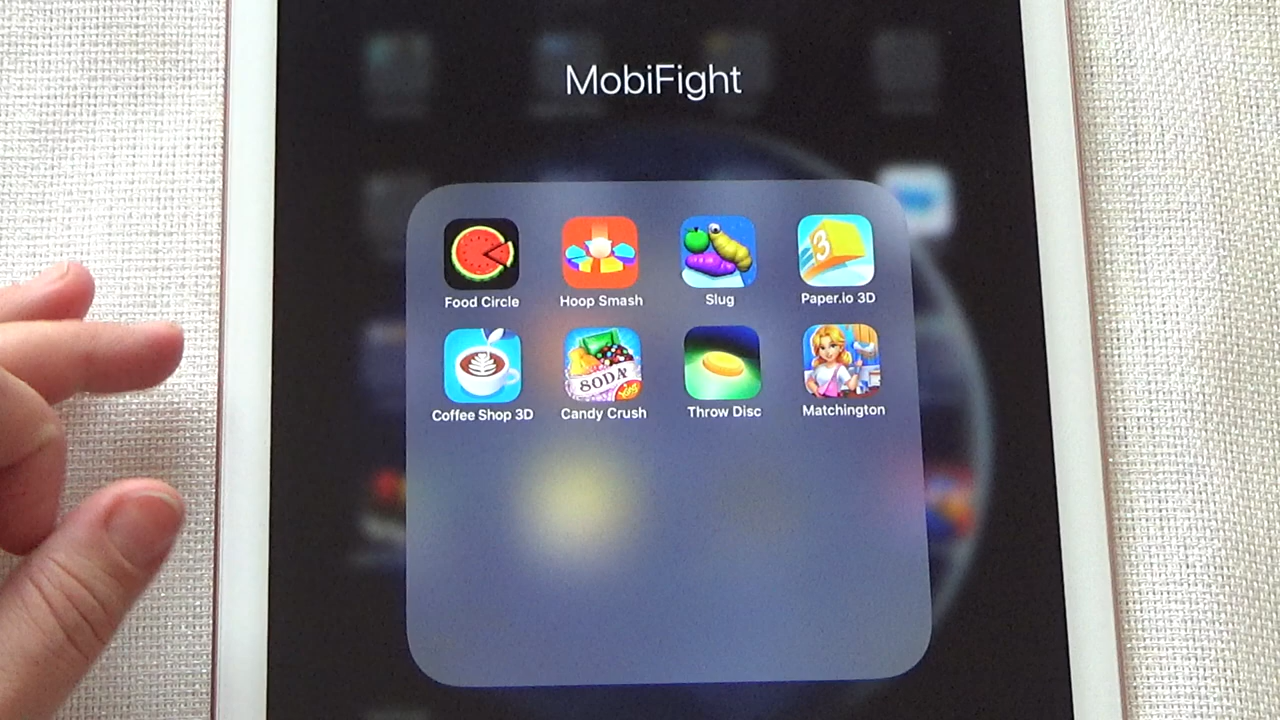 MobiFight
Food Circle
Hoop Smash
Slug
3
Paper.io 3D
SODA
King
Coffee Shop 3D
Candy Crush
Throw Disc
Matchington